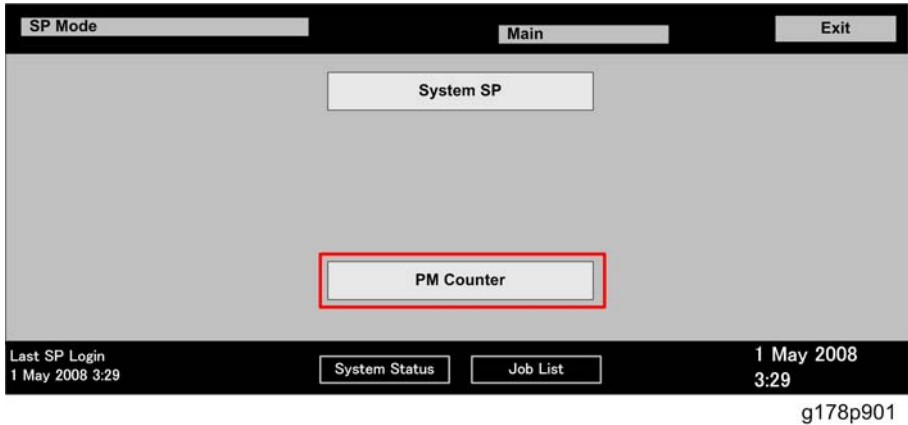 SP Mode
Main
Exit
System SP
PM Counter
Last SP Login
1 May 2008 3:29
System Status
Job List
1 May 2008
3:29
g178p901